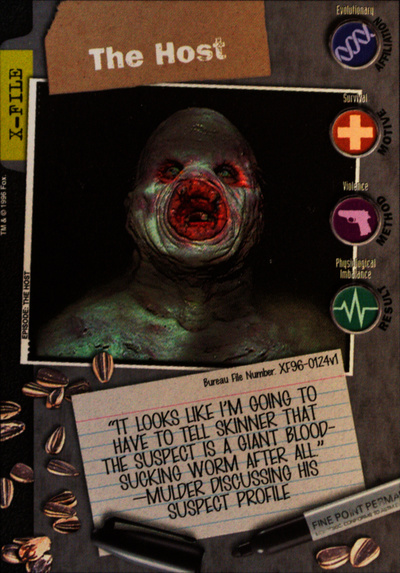 Evolutionary
AFFILIATION
The Host
X-FILE
Survival
MOTIVE
Violence
METHOD
Physiological
Imbalance
RESULT
TM & © 1996 Fox.
EPISODE: THE HOST
Bureau File Number: XF96-0124v1
"IT LOOKS LIKE I'M GOING TO
HAVE TO TELL SKINNER THAT
THE SUSPECT IS A GIANT BLOOD-
SUCKING WORM AFTER ALL"
—MULDER DISCUSSING HIS
SUSPECT PROFILE
FINE POINT PERMA